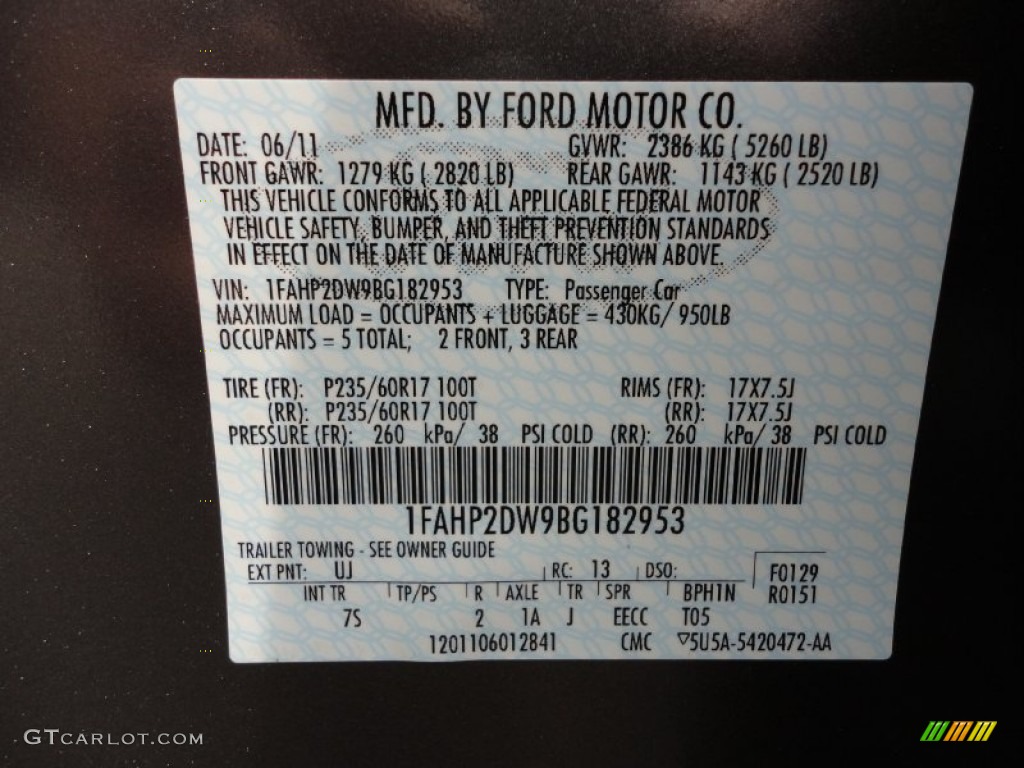 MFD. BY FORD MOTOR CO.
DATE: 06/11 GVWR: 2386 KG ( 5260 LB)
FRONT GAWR: 1279 KG ( 2820 LB) REAR GAWR: 1143 KG ( 2520 LB)
THIS VEHICLE CONFORMS TO ALL APPLICABLE FEDERAL MOTOR
VEHICLE SAFETY, BUMPER, AND THEFT PREVENTION STANDARDS
IN EFFECT ON THE DATE OF MANUFACTURE SHOWN ABOVE.
VIN: 1FAHP2DW9BG182953 TYPE: Passenger Car
MAXIMUM LOAD = OCCUPANTS + LUGGAGE = 430KG/ 950LB
OCCUPANTS = 5 TOTAL; 2 FRONT, 3 REAR
TIRE (FR): P235/60R17 100T RIMS (FR): 17X7.5J
(RR): P235/60R17 100T (RR): 17X7.5J
PRESSURE (FR): 260 kPa/ 38 PSI COLD (RR): 260 kPa/ 38 PSI COLD
1FAHP2DW9BG182953
TRAILER TOWING - SEE OWNER GUIDE
EXT PNT: UJ RC: 13 DSO: F0129
INT TR TP/PS R AXLE TR SPR BPH1N R0151
7S 2 1A J EECC T05
1201106012841 CMC ▽5U5A-5420472-AA
GTCARLOT.COM